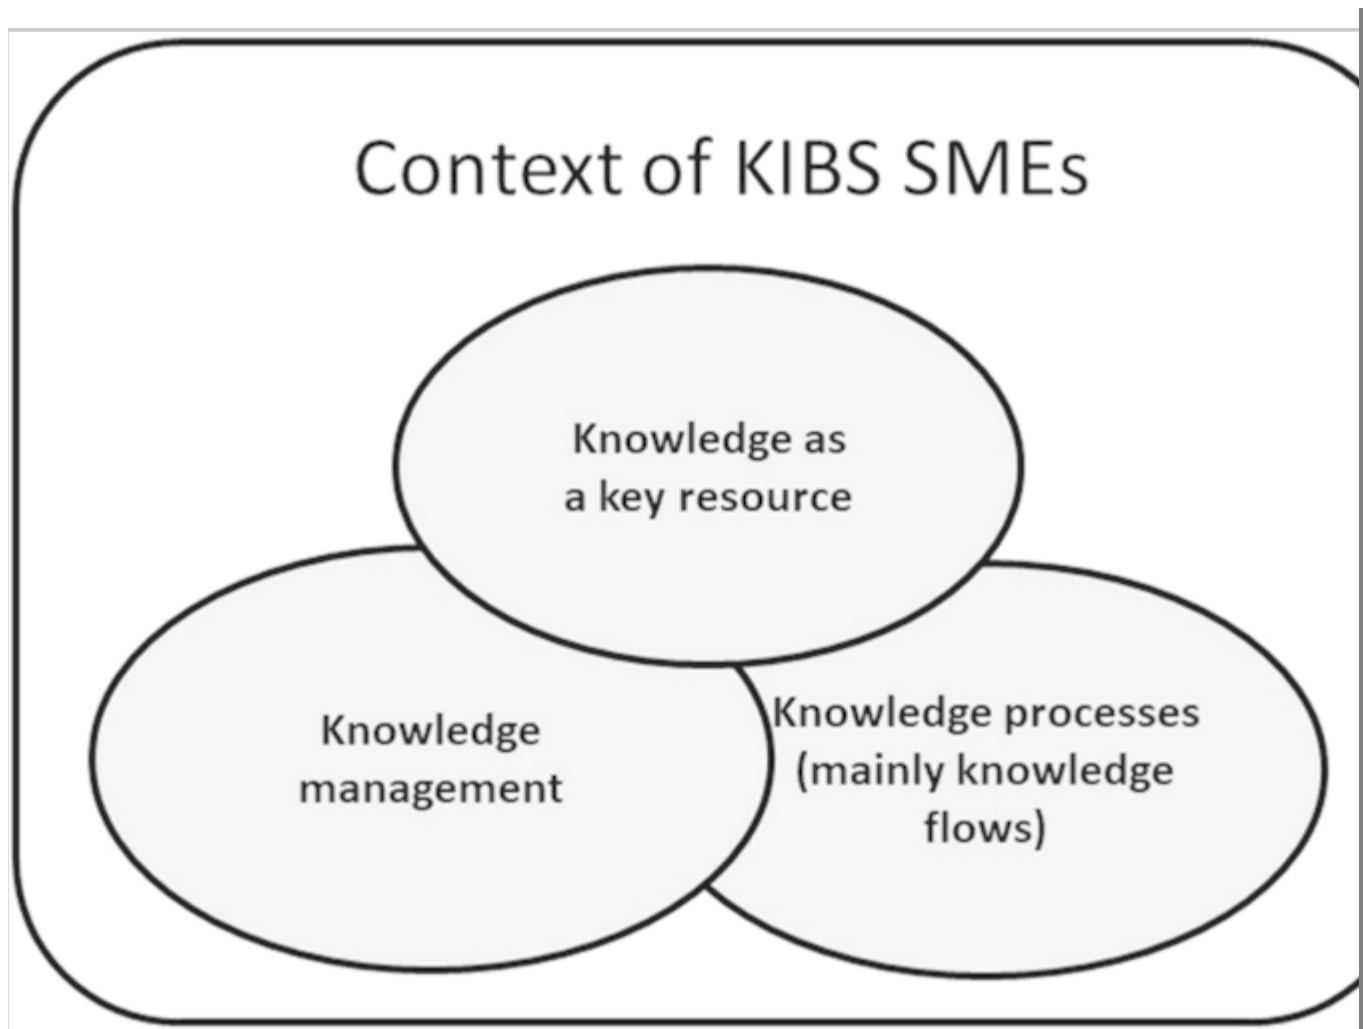 Context of KIBS SMEs
Knowledge as
a key resource
Knowledge
management
Knowledge processes
(mainly knowledge
flows)